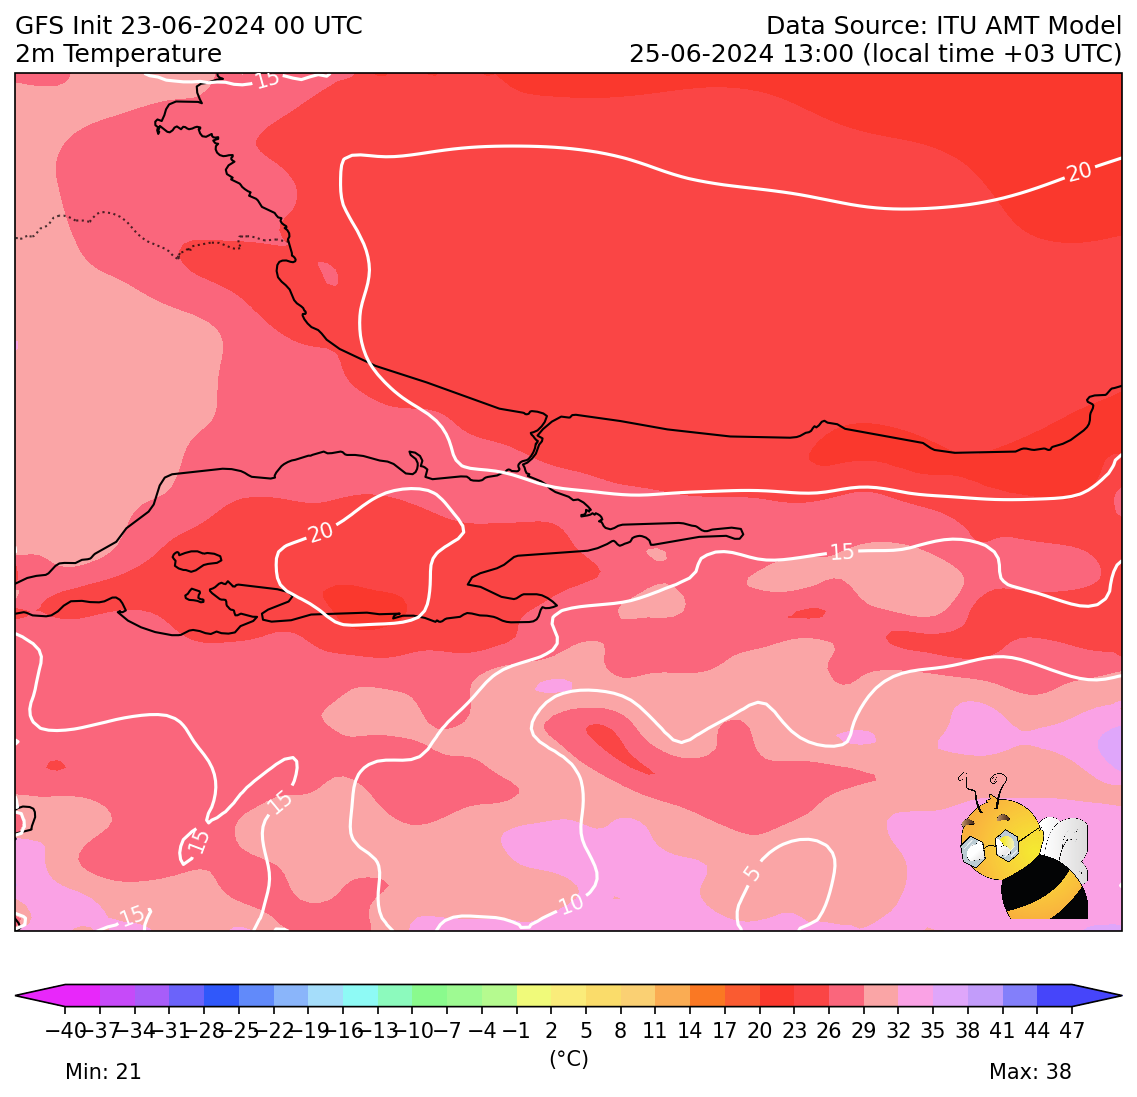 GFS Init 23-06-2024 00 UTC
Data Source: ITU AMT Model
2m Temperature
25-06-2024 13:00 (local time +03 UTC)
15
20
20
15
15
15
15
10
5
−40 −37 −34 −31 −28 −25 −22 −19 −16 −13 −10 −7 −4 −1 2 5 8 11 14 17 20 23 26 29 32 35 38 41 44 47
(°C)
Min: 21
Max: 38